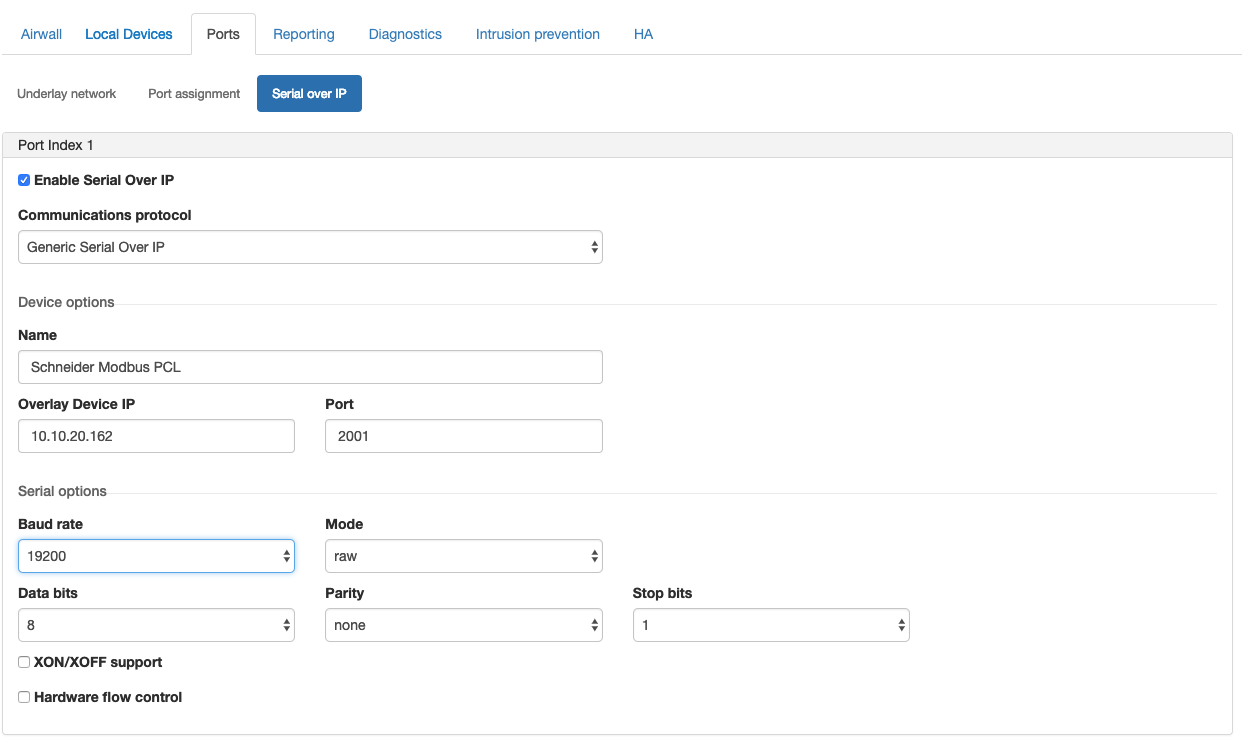 Airwall Local Devices Ports Reporting Diagnostics Intrusion prevention HA
Underlay network Port assignment Serial over IP
Port Index 1
Enable Serial Over IP
Communications protocol
Generic Serial Over IP
Device options
Name
Schneider Modbus PCL
Overlay Device IP Port
10.10.20.162 2001
Serial options
Baud rate Mode
19200 raw
Data bits Parity Stop bits
8 none 1
XON/XOFF support
Hardware flow control